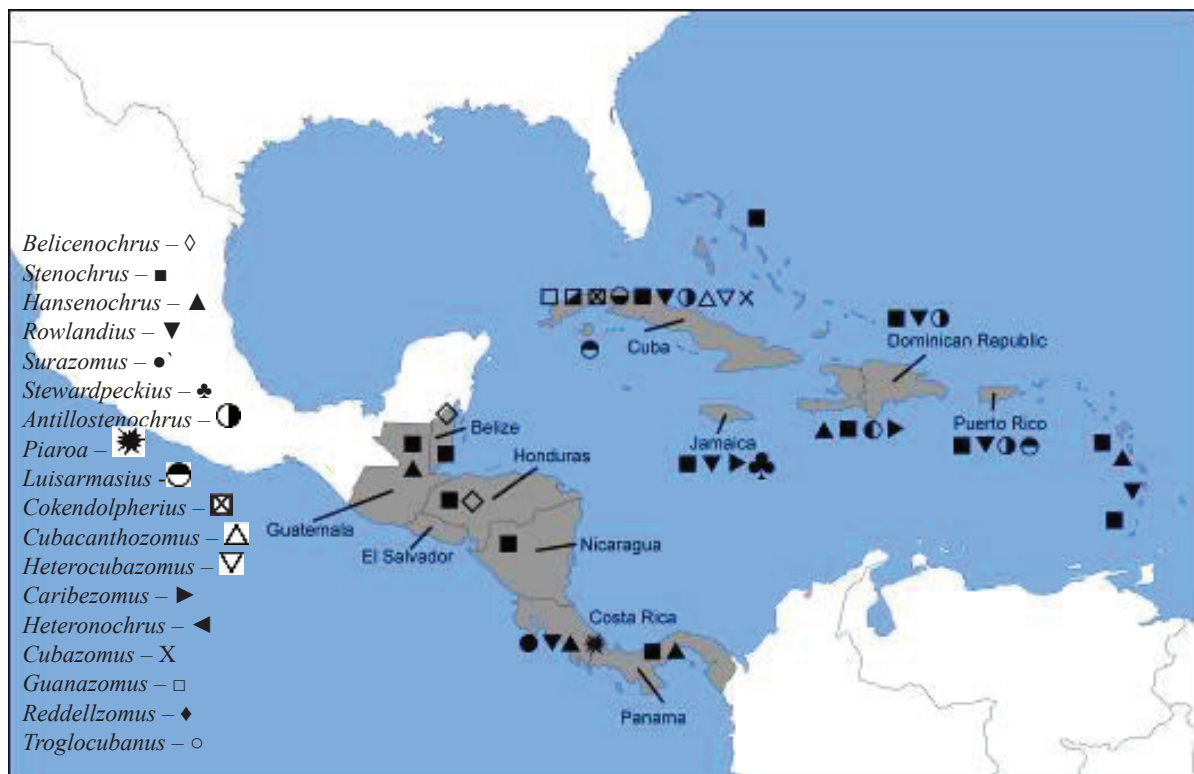 Belicenochrus – ◊
Stenochrus – ■
Hansenochrus – ▲
Rowlandius – ▼
Surazomus – ●`
Stewardpeckius – ♣
Antillostenochrus – ◑
Piaroa – ✹
Luisarmasius -◒
Cokendolpherius – ⊠
Cubacanthozomus – △
Heterocubazomus – ▽
Caribezomus – ►
Heteronochrus – ◄
Cubazomus – X
Guanazomus – □
Reddellzomus – ♦
Troglocubanus – ○
Cuba
Dominican Republic
Jamaica
Puerto Rico
Belize
Honduras
Guatemala
El Salvador
Nicaragua
Costa Rica
Panama